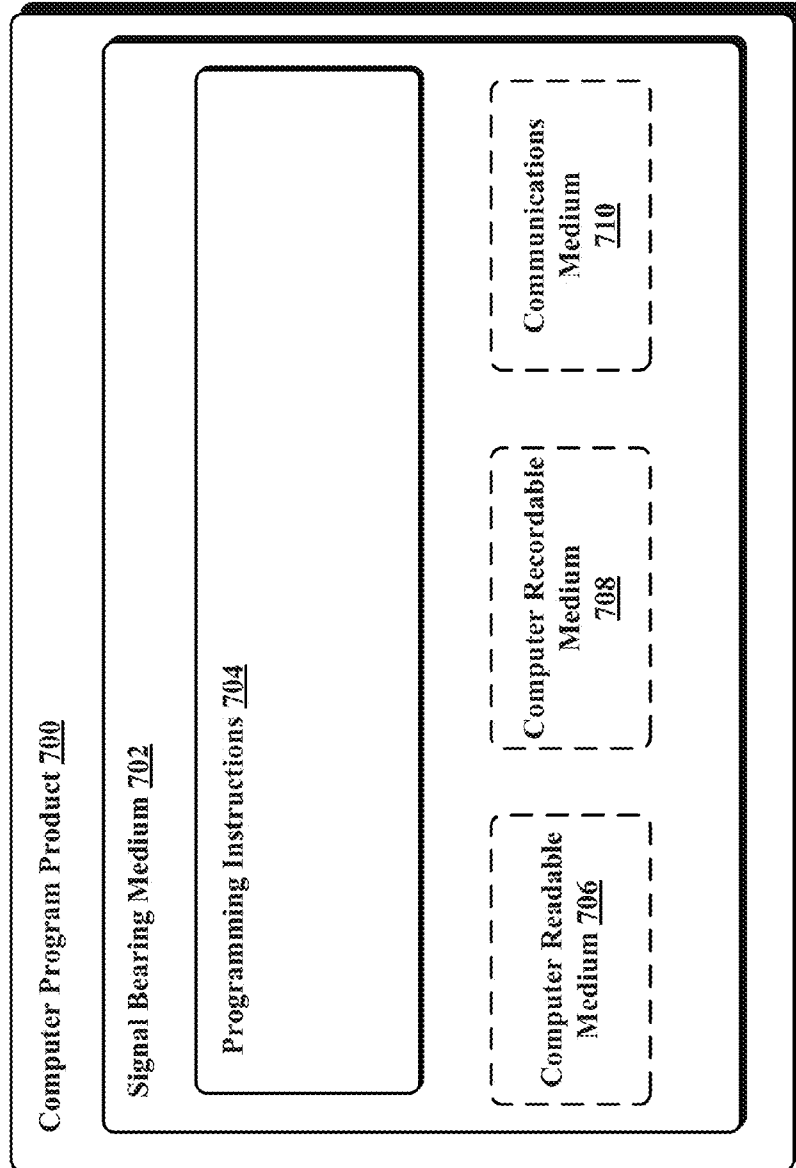 Computer Program Product 700
Signal Bearing Medium 702
Programming Instructions 704
Computer Readable
Medium 706
Computer Recordable
Medium
708
Communications
Medium
710